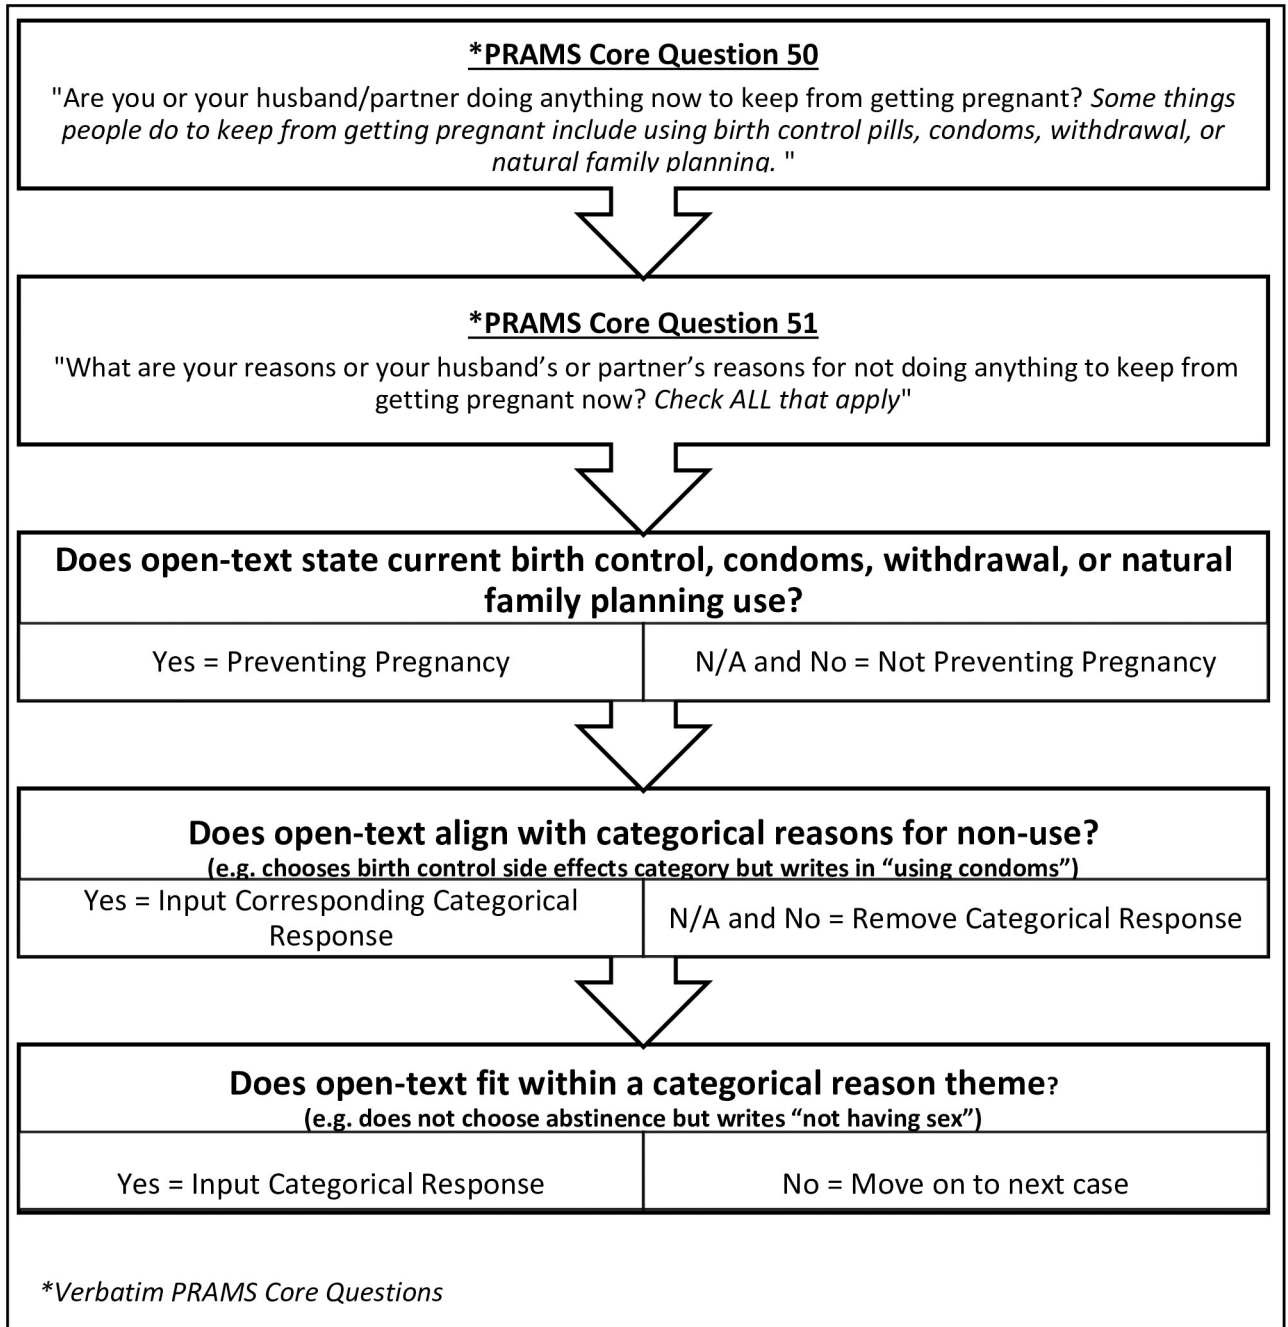 *PRAMS Core Question 50
"Are you or your husband/partner doing anything now to keep from getting pregnant? Some things
people do to keep from getting pregnant include using birth control pills, condoms, withdrawal, or
natural family planning. "
*PRAMS Core Question 51
"What are your reasons or your husband’s or partner’s reasons for not doing anything to keep from
getting pregnant now? Check ALL that apply"
Does open-text state current birth control, condoms, withdrawal, or natural
family planning use?
Yes = Preventing Pregnancy
N/A and No = Not Preventing Pregnancy
Does open-text align with categorical reasons for non-use?
(e.g. chooses birth control side effects category but writes in “using condoms”)
Yes = Input Corresponding Categorical
Response
N/A and No = Remove Categorical Response
Does open-text fit within a categorical reason theme?
(e.g. does not choose abstinence but writes “not having sex”)
Yes = Input Categorical Response
No = Move on to next case
*Verbatim PRAMS Core Questions